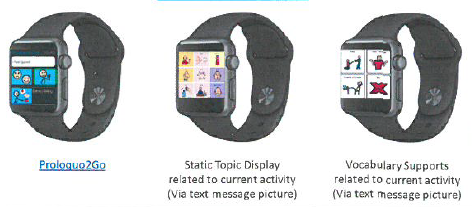 Proloquo2Go
Static Topic Display
related to current activity
(Via text message picture)
Vocabulary Supports
related to current activity
(Via text message picture)